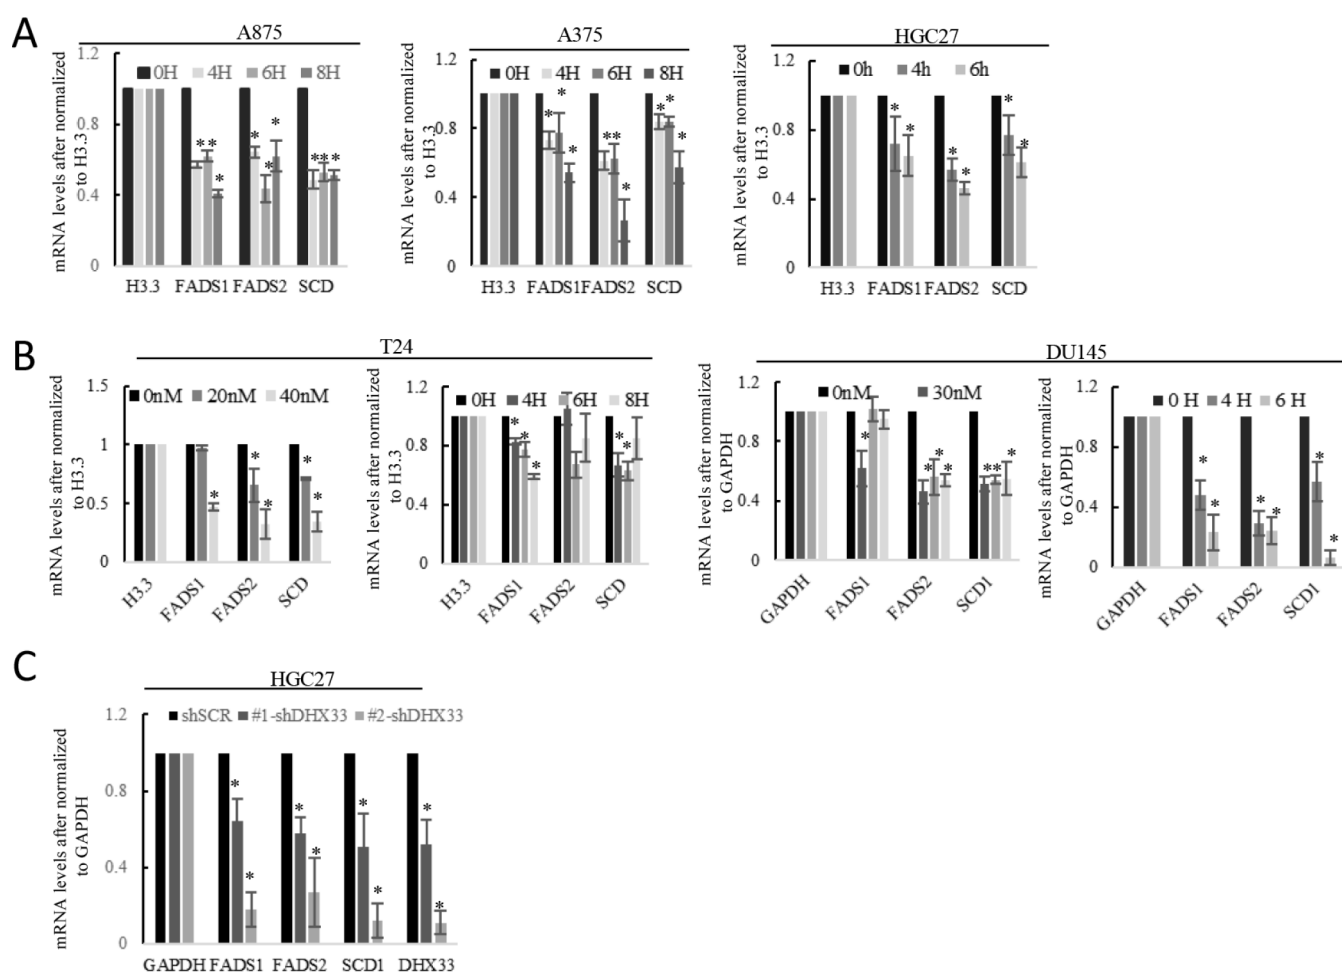 A
A875
mRNA levels after normalized
to H3.3
1.2
0.8
0.4
0
0H 4H 6H 8H
* * * * * * * * *
H3.3 FADS1 FADS2 SCD
A375
mRNA levels after normalized
to H3.3
1.2
0.8
0.4
0
0H 4H 6H 8H
* * * * * * * * *
H3.3 FADS1 FADS2 SCD
HGC27
mRNA levels after normalized
to H3.3
1.2
0.8
0.4
0
0h 4h 6h
* * * * * *
H3.3 FADS1 FADS2 SCD
B
T24
mRNA levels after normalized
to H3.3
1.5
1
0.5
0
0nM 20nM 40nM
* * * * *
H3.3 FADS1 FADS2 SCD
mRNA levels after normalized
to H3.3
1.2
0.8
0.4
0
0H 4H 6H 8H
* * * * *
H3.3 FADS1 FADS2 SCD
DU145
mRNA levels after normalized
to GAPDH
1.2
0.8
0.4
0
0nM 30nM
* * * * * * *
GAPDH FADS1 FADS2 SCD1
mRNA levels after normalized
to GAPDH
1.2
0.8
0.4
0
0 H 4 H 6 H
* * * * * *
GAPDH FADS1 FADS2 SCD1
C
HGC27
mRNA levels after normalized
to GAPDH
1.2
0.8
0.4
0
shSCR #1-shDHX33 #2-shDHX33
* * * * * * * *
GAPDH FADS1 FADS2 SCD1 DHX33